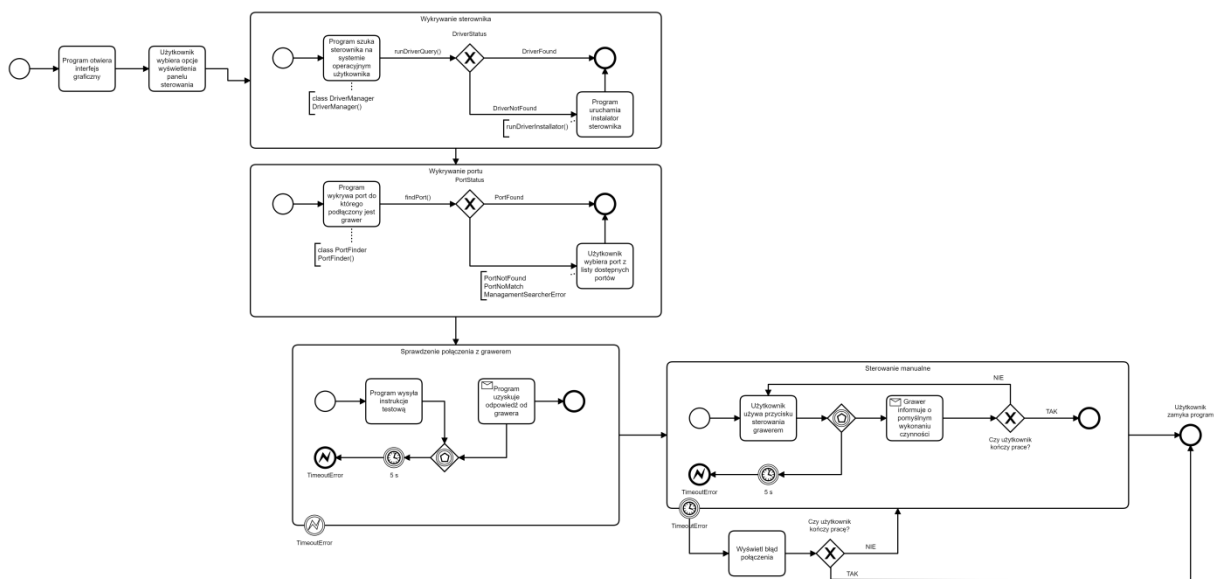 Wykrywanie sterownika
DriverStatus
Program otwiera
interfejs
graficzny
Użytkownik
wybiera opcje
wyświetlenia
panelu
sterowania
Program szuka
sterownika na
systemie
operacyjnym
użytkownika
runDriverQuery()
DriverFound
class DriverManager
DriverManager()
DriverNotFound
runDriverInstallator()
Program
uruchamia
instalator
sterownika
Wykrywanie portu
PortStatus
Program
wykrywa port do
którego
podłączony jest
grawer
findPort()
PortFound
class PortFinder
PortFinder()
PortNotFound
PortNoMatch
ManagamentSearcherError
Użytkownik
wybiera port z
listy dostępnych
portów
Sprawdzenie połączenia z grawerem
Program wysyła
instrukcje
testową
Program
uzyskuje
odpowiedź od
grawera
TimeoutError
5 s
TimeoutError
Sterowanie manualne
NIE
Użytkownik
używa przycisku
sterowania
grawerem
Grawer
informuje o
pomyślnym
wykonaniu
czynności
TAK
Czy użytkownik
kończy prace?
TimeoutError
5 s
TimeoutError
Użytkownik
zamyka program
Czy użytkownik
kończy pracę?
Wyświetl błąd
połączenia
NIE
TAK